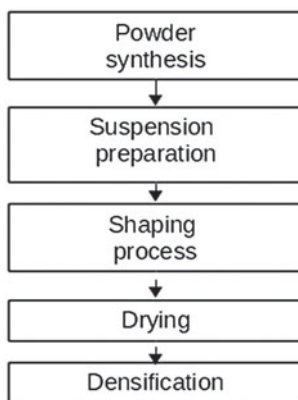 Powder
synthesis
Suspension
preparation
Shaping
process
Drying
Densification